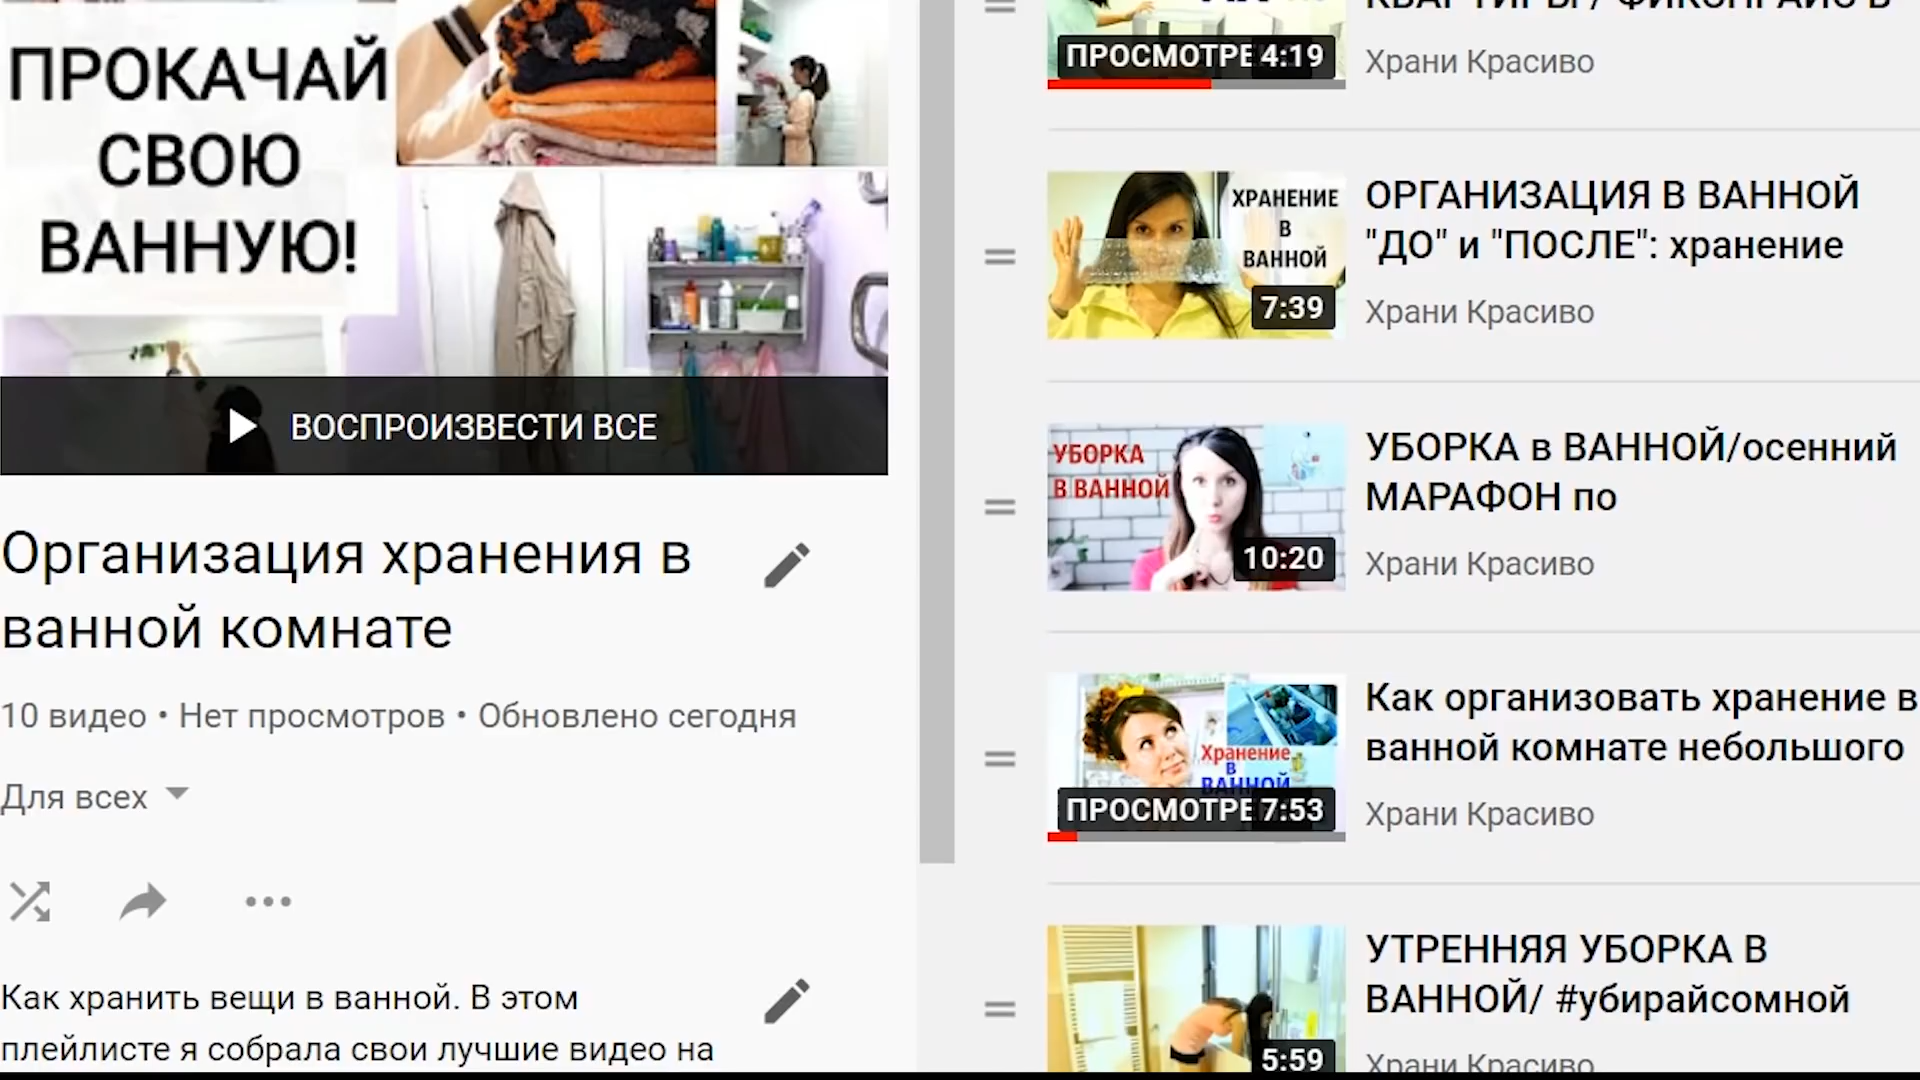 ПРОКАЧАЙ
СВОЮ
ВАННУЮ!
ВОСПРОИЗВЕСТИ ВСЕ
Организация хранения в
ванной комнате
10 видео • Нет просмотров • Обновлено сегодня
Для всех
Как хранить вещи в ванной. В этом
плейлисте я собрала свои лучшие видео на
ПРОСМОТРЕ 4:19
Храни Красиво
ХРАНЕНИЕ
В
ВАННОЙ
7:39
ОРГАНИЗАЦИЯ В ВАННОЙ
"ДО" и "ПОСЛЕ": хранение
Храни Красиво
УБОРКА
В ВАННОЙ
10:20
УБОРКА в ВАННОЙ/осенний
МАРАФОН по
Храни Красиво
Хранение
в
ВАННОЙ
ПРОСМОТРЕ 7:53
Как организовать хранение в
ванной комнате небольшого
Храни Красиво
5:59
УТРЕННЯЯ УБОРКА В
ВАННОЙ/ #убирайсомной
Храни Красиво